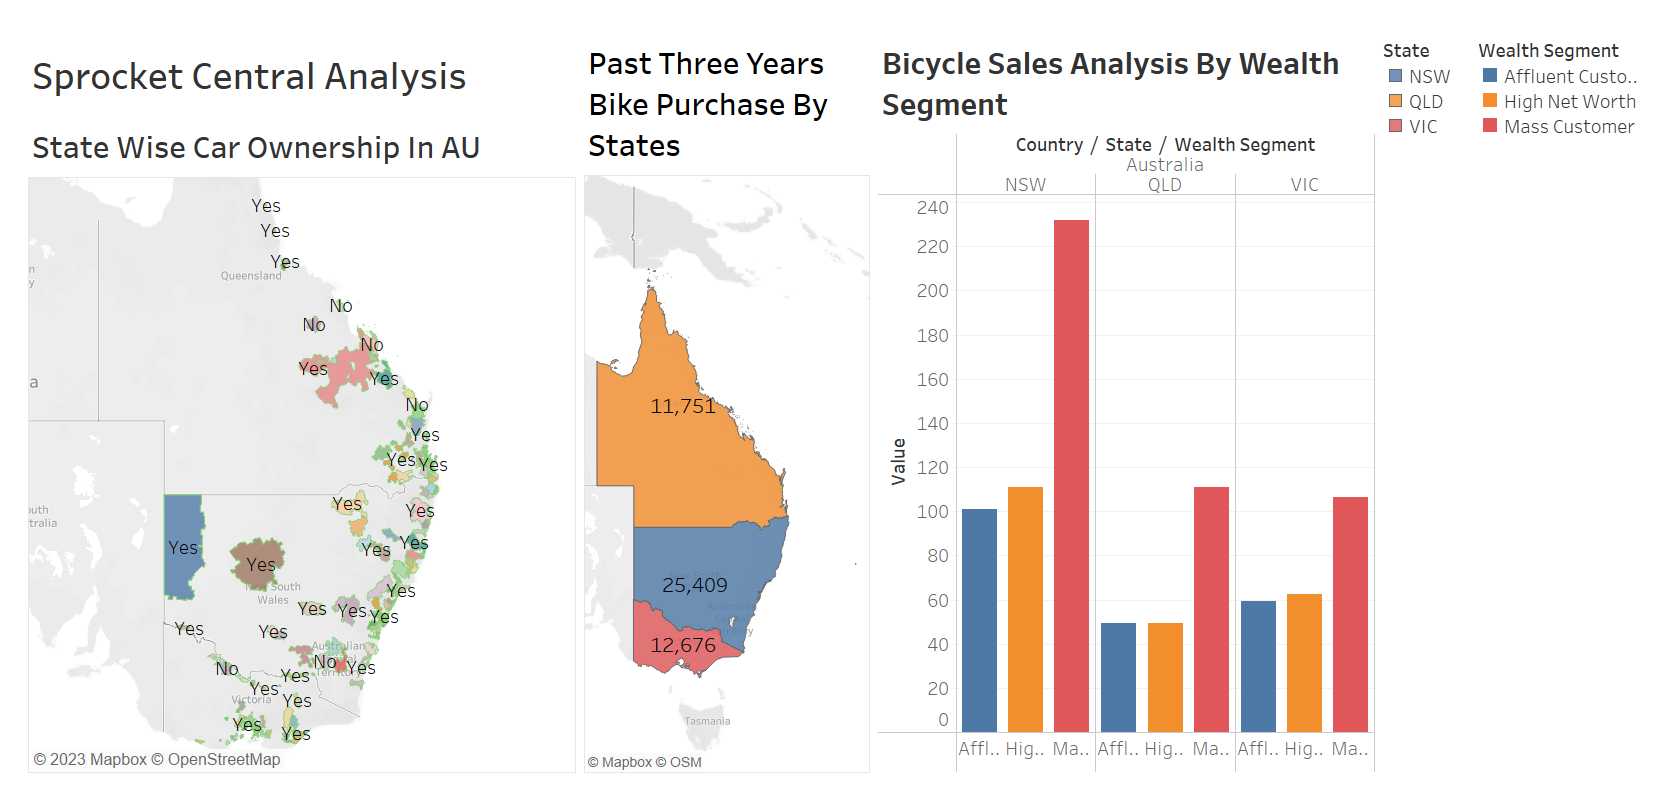 Sprocket Central Analysis
State Wise Car Ownership In AU
Yes
Yes
Yes
Queensland
No
No
No
Yes
Yes
No
Yes
Yes
Yes
Yes
Yes
Yes
Yes
Yes
Yes
South
Wales
Yes
Yes
Yes
Yes
Yes
Yes
Australian
No
No
Yes
Territory
Yes
Yes
Victoria
Yes
Yes
Yes
© 2023 Mapbox © OpenStreetMap
Past Three Years
Bike Purchase By
States
11,751
25,409
12,676
Tasmania
© Mapbox © OSM
Bicycle Sales Analysis By Wealth
Segment
Country / State / Wealth Segment
Australia
NSW QLD VIC
Value
240
220
200
180
160
140
120
100
80
60
40
20
0
Affl.. Hig.. Ma.. Affl.. Hig.. Ma.. Affl.. Hig.. Ma..
State
NSW
QLD
VIC
Wealth Segment
Affluent Custo..
High Net Worth
Mass Customer